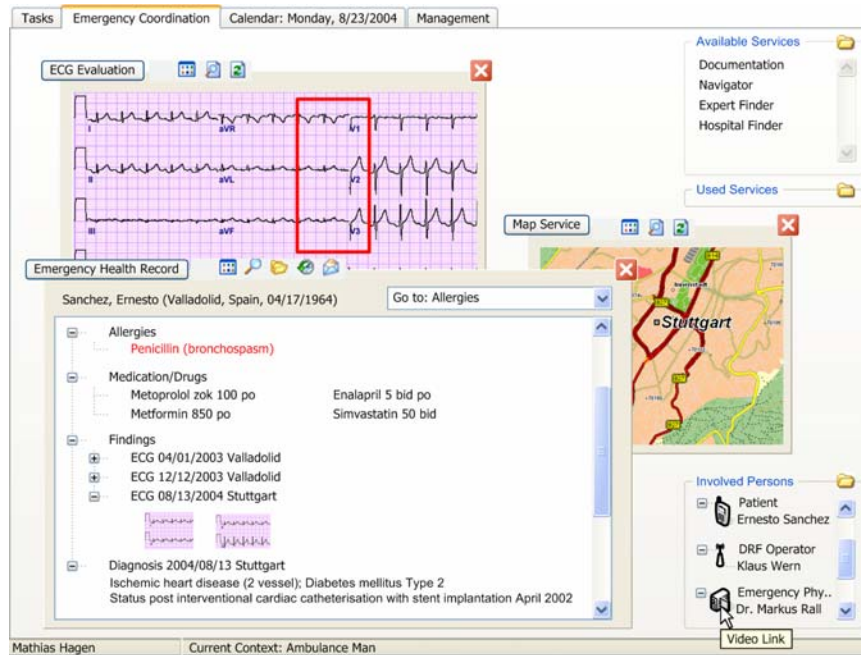 Tasks
Emergency Coordination
Calendar: Monday, 8/23/2004
Management
ECG Evaluation
I
aVR
V1
II
aVL
V2
III
aVF
V3
Available Services
Documentation
Navigator
Expert Finder
Hospital Finder
Used Services
Map Service
Stuttgart
Emergency Health Record
Sanchez, Ernesto (Valladolid, Spain, 04/17/1964)
Go to: Allergies
Allergies
Penicillin (bronchospasm)
Medication/Drugs
Metoprolol zok 100 po Enalapril 5 bid po
Metformin 850 po Simvastatin 50 bid
Findings
ECG 04/01/2003 Valladolid
ECG 12/12/2003 Valladolid
ECG 08/13/2004 Stuttgart
Diagnosis 2004/08/13 Stuttgart
Ischemic heart disease (2 vessel); Diabetes mellitus Type 2
Status post interventional cardiac catheterisation with stent implantation April 2002
Involved Persons
Patient
Ernesto Sanchez
DRF Operator
Klaus Wern
Emergency Phy..
Dr. Markus Rall
Video Link
Mathias Hagen
Current Context: Ambulance Man